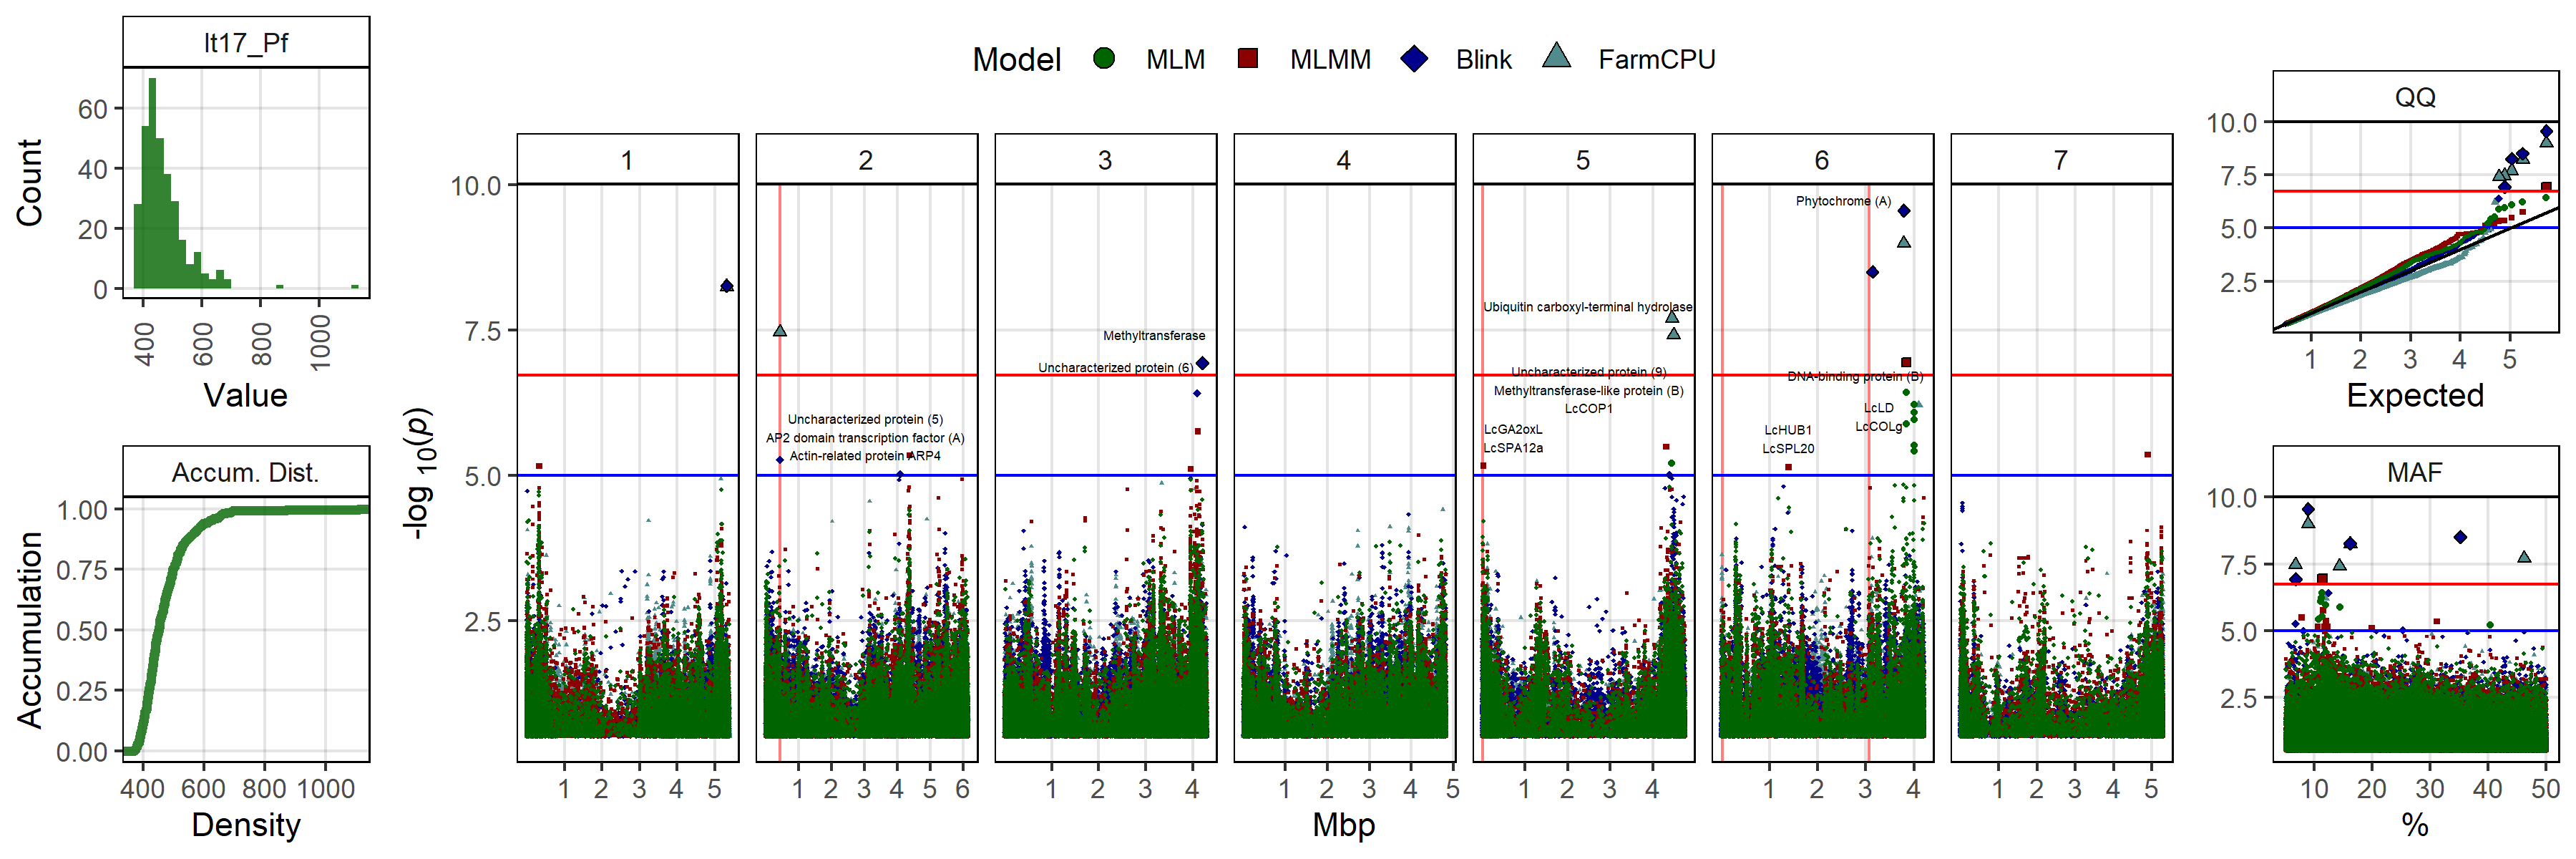 lt17_Pf
Count
60
40
20
0
400
600
1000
Value
Accum. Dist.
Accumulation
1.00
0.75
0.50
0.25
0.00
400 600 800 1000
Density
Model MLM MLMM Blink FarmCPU
-log 10(p)
10.0
7.5
5.0
2.5
1 2 3 4 5 6 7
Phytochrome (A)
Ubiquitin carboxyl-terminal hydrolase
Methyltransferase
Uncharacterized protein (6)
Uncharacterized protein (9)
DNA-binding protein (B)
Methyltransferase-like protein (B)
LcCOP1
LcLD
LcCOLg
Uncharacterized protein (5)
AP2 domain transcription factor (A)
Actin-related protein ARP4
LcGA2oxL
LcSPA12a
LcHUB1
LcSPL20
1 2 3 4 5
1 2 3 4 5 6
1 2 3 4
1 2 3 4 5
1 2 3 4
1 2 3 4
1 2 3 4 5
Mbp
QQ
10.0
7.5
5.0
2.5
1 2 3 4 5
Expected
MAF
10.0
7.5
5.0
2.5
10 20 30 40 50
%